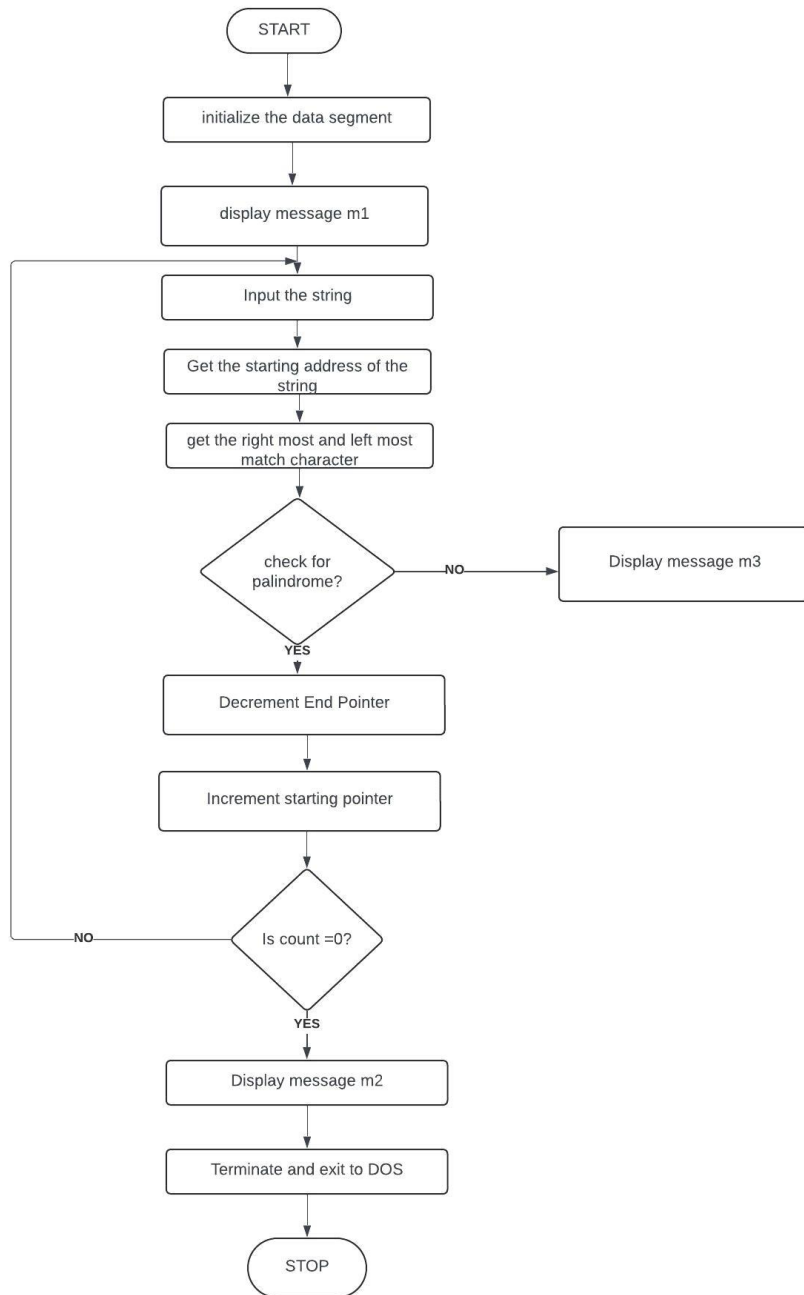 START
initialize the data segment
display message m1
Input the string
Get the starting address of the
string
get the right most and left most
match character
check for
palindrome?
NO
Display message m3
YES
Decrement End Pointer
Increment starting pointer
Is count =0?
NO
YES
Display message m2
Terminate and exit to DOS
STOP